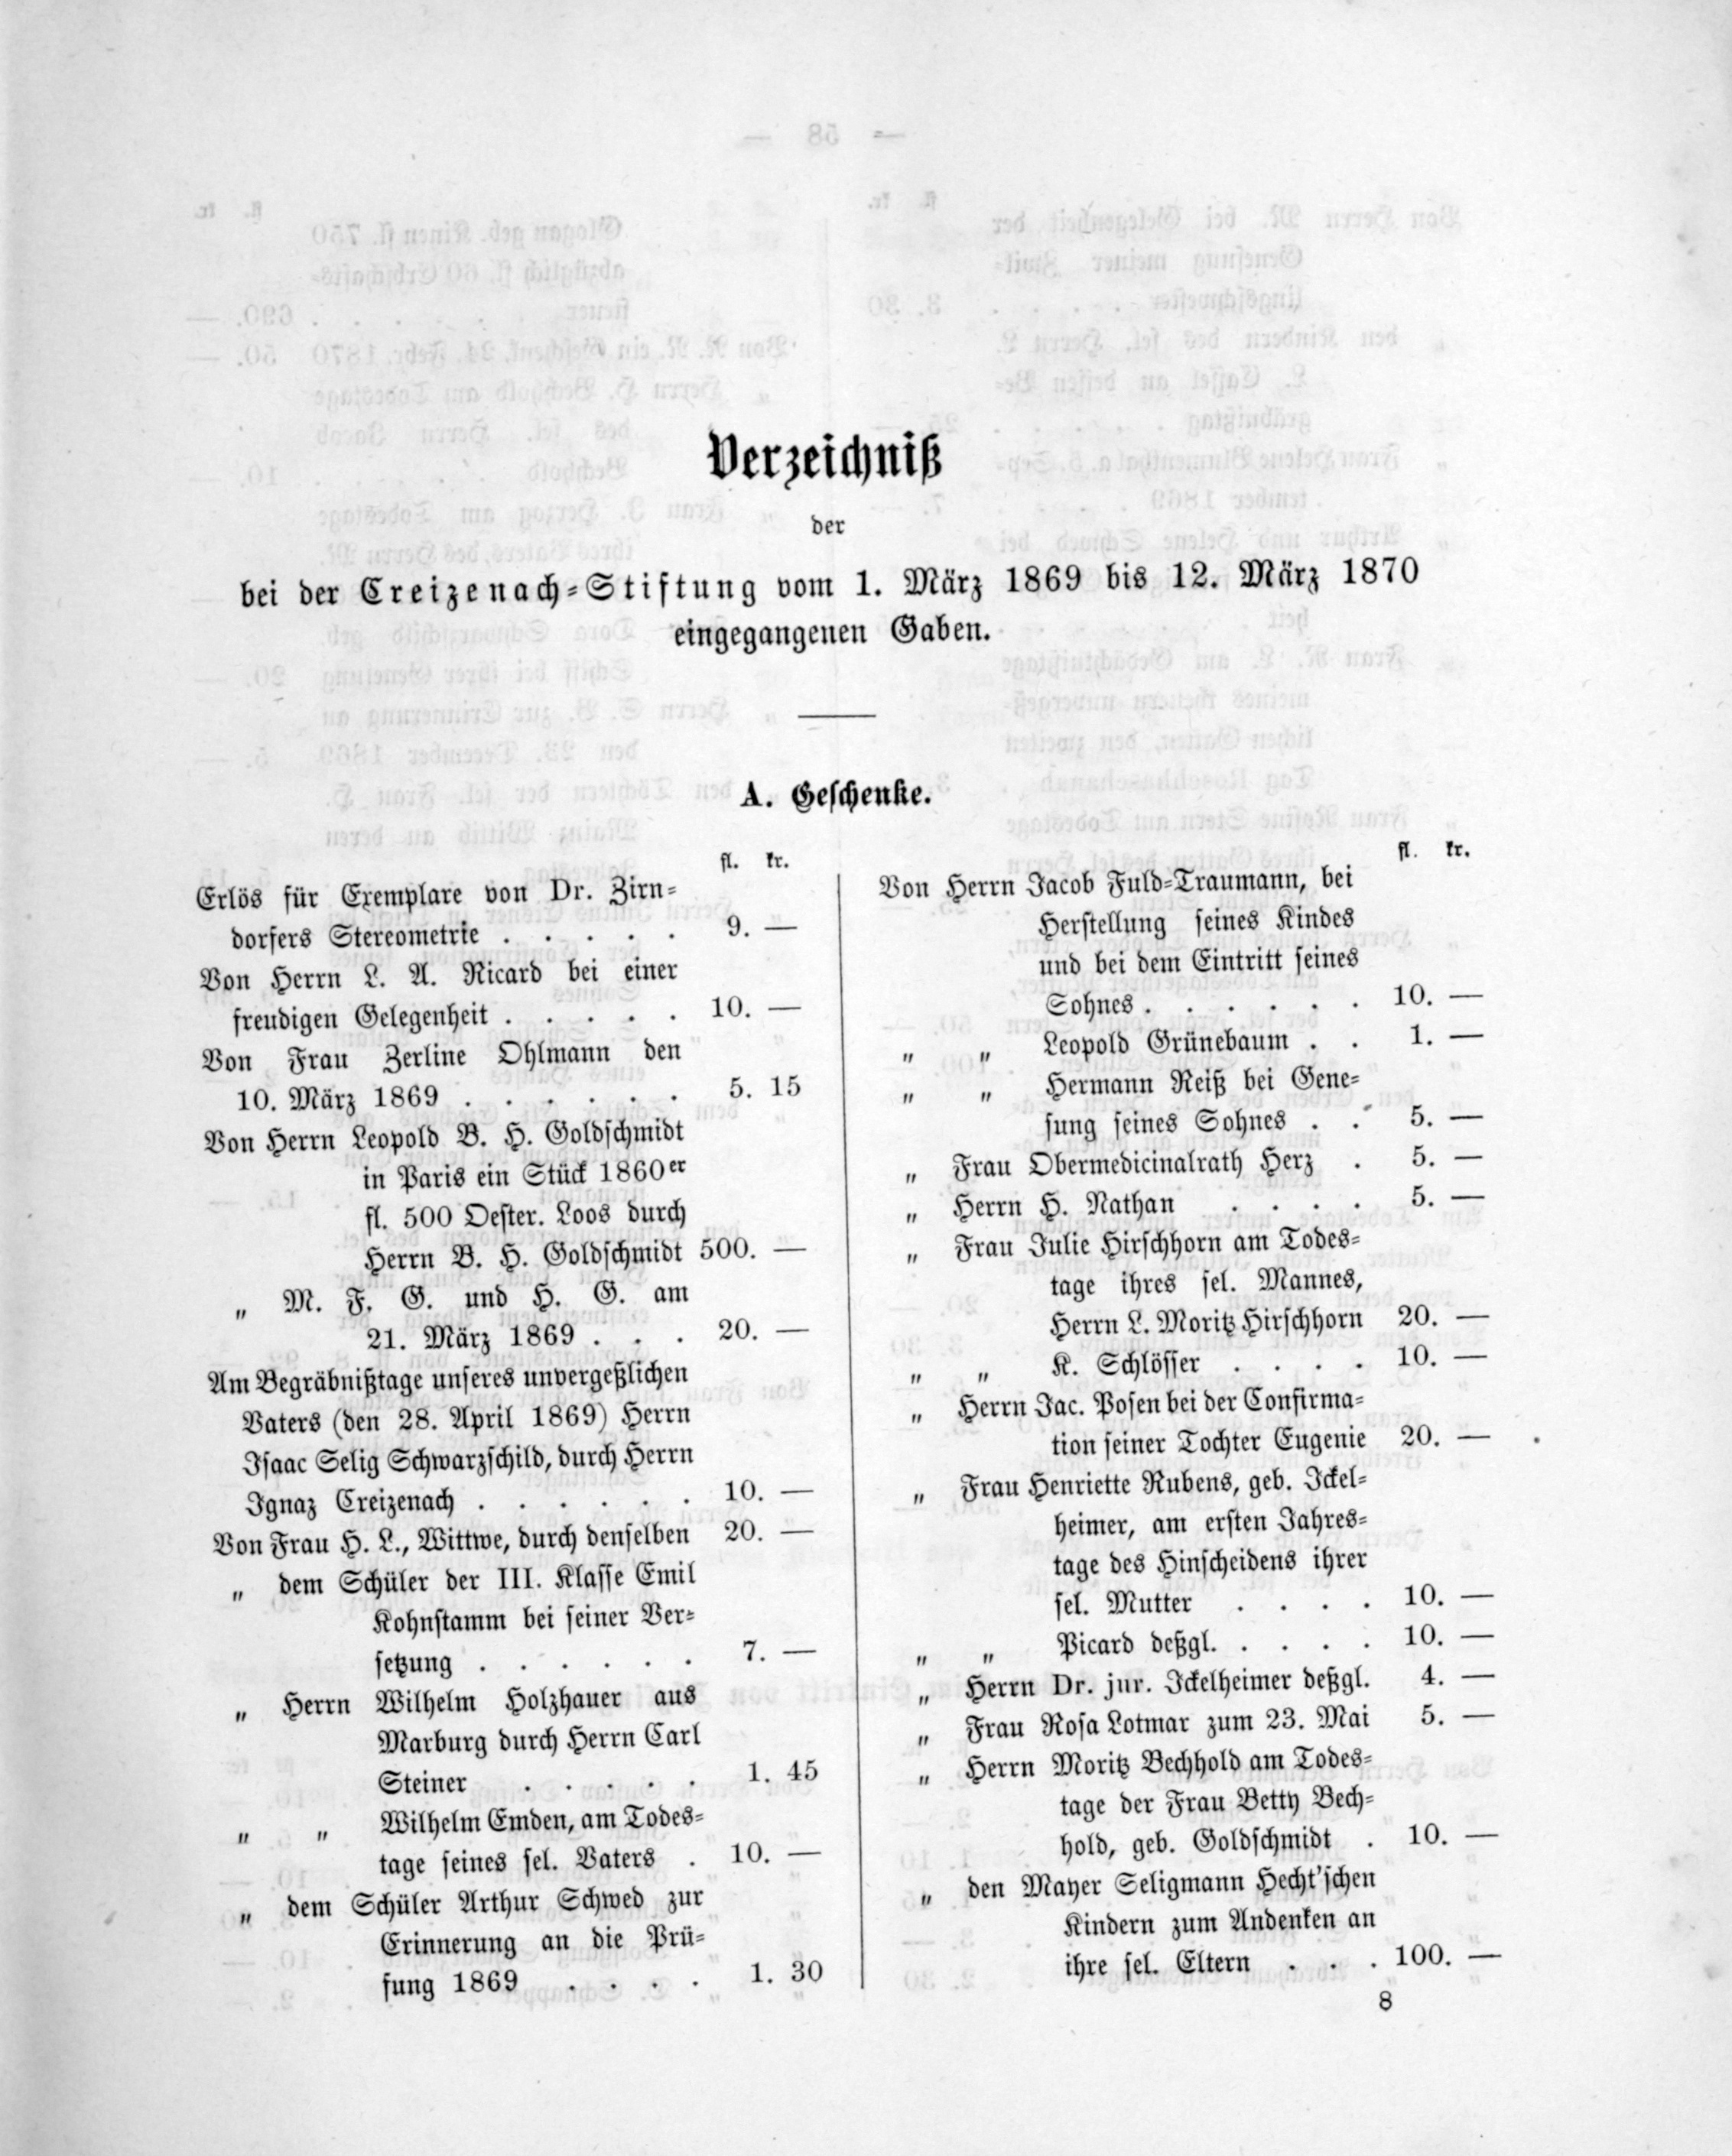 Verzeichniß
der
bei der Creizenach-Stiftung vom 1. März 1869 bis 12. März 1870
eingegangenen Gaben.
A. Geschenke.
fl. kr.
Erlös für Exemplare von Dr. Zirn-
dorfers Stereometrie . . . . . 9. —
Von Herrn L. A. Ricard bei einer
freudigen Gelegenheit . . . . . 10. —
Von Frau Zerline Ohlmann den
10. März 1869 . . . . . . 5. 15
Von Herrn Leopold B. H. Goldschmidt
in Paris ein Stück 1860er
fl. 500 Oester. Loos durch
Herrn B. H. Goldschmidt 500. —
„ M. F. G. und H. G. am
21. März 1869 . . . 20. —
Am Begräbnißtage unseres unvergeßlichen
Vaters (den 28. April 1869) Herrn
Isaac Selig Schwarzschild, durch Herrn
Ignaz Creizenach . . . . . . 10. —
Von Frau H. L., Wittwe, durch denselben 20. —
„ dem Schüler der III. Klasse Emil
Kohnstamm bei seiner Ver-
setzung . . . . . . 7. —
„ Herrn Wilhelm Holzhauer aus
Marburg durch Herrn Carl
Steiner . . . . . 1. 45
„ „ Wilhelm Emden, am Todes-
tage seines sel. Vaters . 10. —
„ dem Schüler Arthur Schwed zur
Erinnerung an die Prü-
fung 1869 . . . . 1. 30
fl. kr.
Von Herrn Jacob Fuld-Traumann, bei
Herstellung seines Kindes
und bei dem Eintritt seines
Sohnes . . . . . 10. —
„ „ Leopold Grünebaum . . 1. —
„ „ Hermann Reiß bei Gene-
sung seines Sohnes . . 5. —
„ Frau Obermedicinalrath Herz . 5. —
„ Herrn H. Nathan . . . . 5. —
„ Frau Julie Hirschhorn am Todes-
tage ihres sel. Mannes,
Herrn L. Moritz Hirschhorn 20. —
„ „ K. Schlösser . . . . 10. —
„ Herrn Jac. Posen bei der Confirma-
tion seiner Tochter Eugenie 20. —
„ Frau Henriette Rubens, geb. Ickel-
heimer, am ersten Jahres-
tage des Hinscheidens ihrer
sel. Mutter . . . . 10. —
„ „ Picard deßgl. . . . . 10. —
„ Herrn Dr. jur. Ickelheimer deßgl. 4. —
„ Frau Rosa Lotmar zum 23. Mai 5. —
„ Herrn Moritz Bechhold am Todes-
tage der Frau Betty Bech-
hold, geb. Goldschmidt . 10. —
„ den Mayer Seligmann Hecht'schen
Kindern zum Andenken an
ihre sel. Eltern . . . 100. —
8